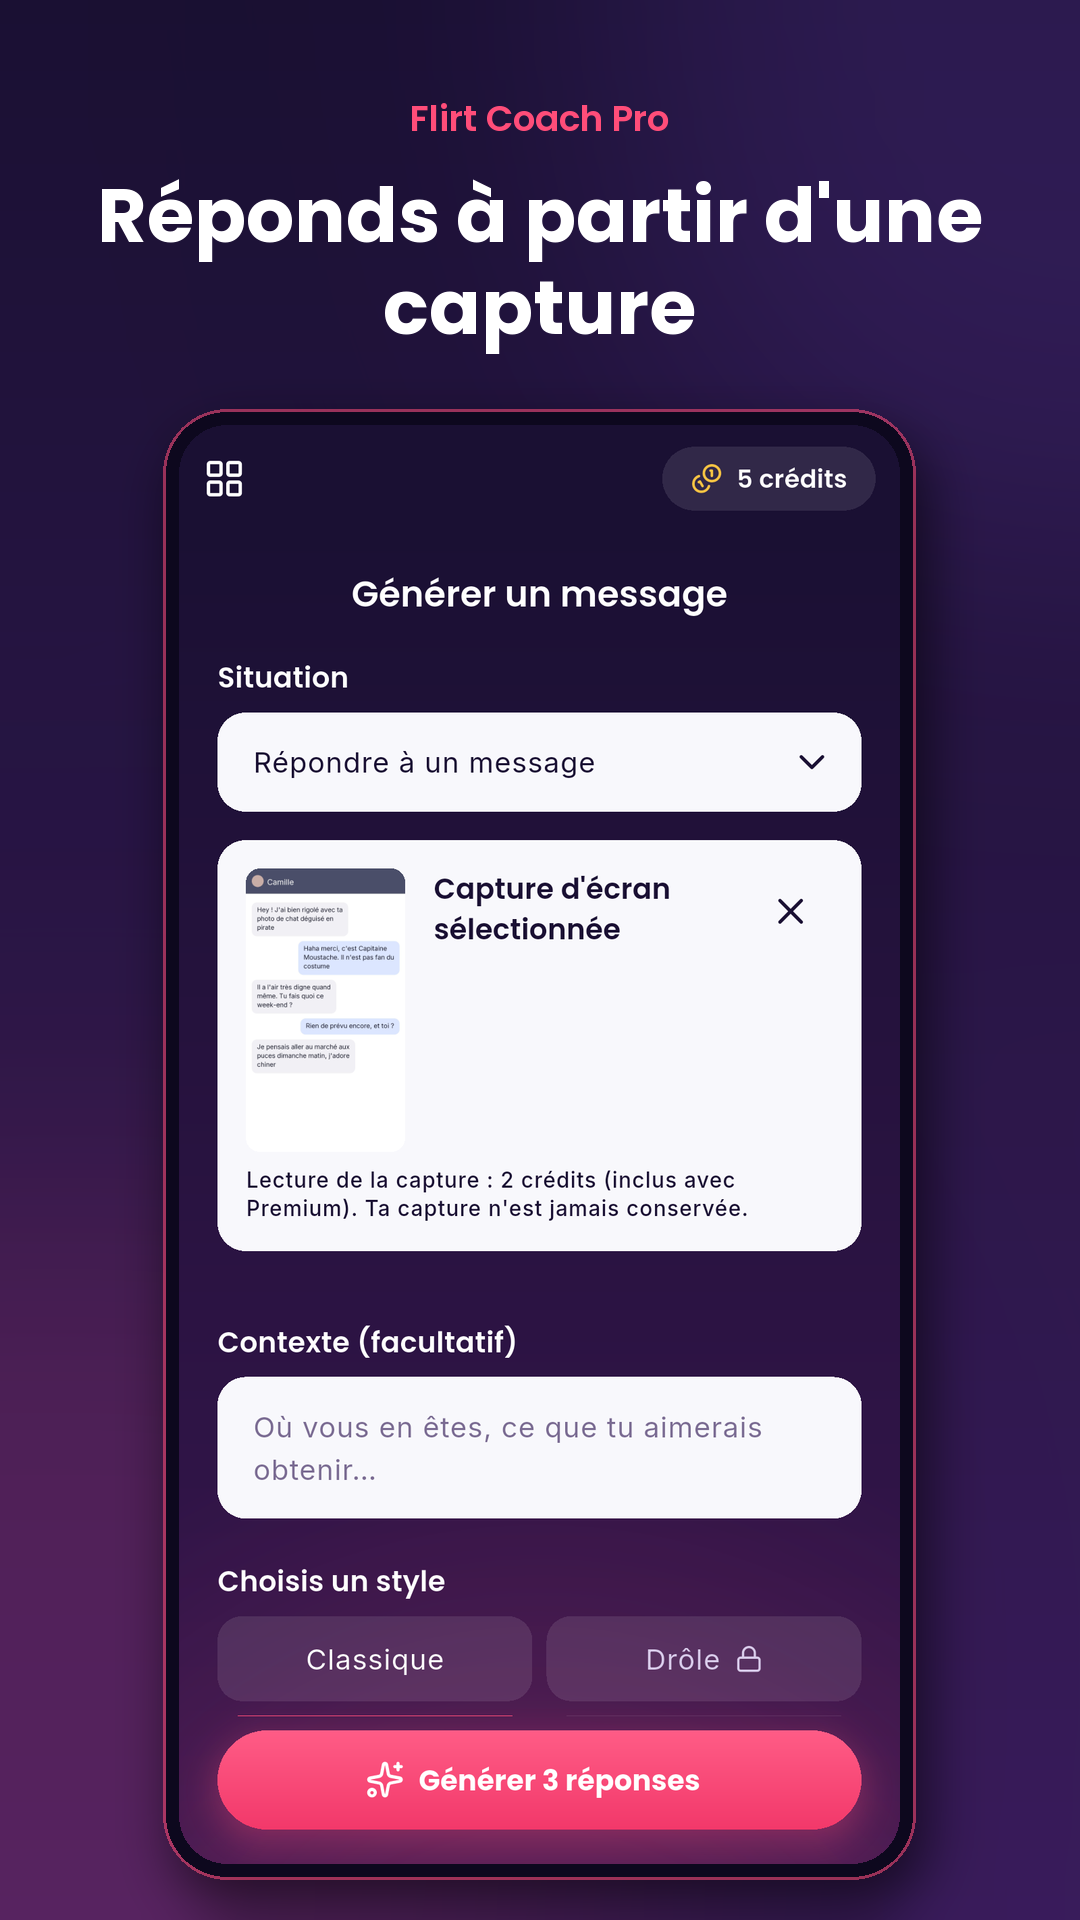 Flirt Coach Pro
Réponds à partir d'une
capture
5 crédits
Générer un message
Situation
Répondre à un message
Camille
Hey ! J'ai bien rigolé avec ta
photo de chat déguisé en
pirate
Haha merci, c'est Capitaine
Moustache. Il n'est pas fan du
costume
Il a l'air très digne quand
même. Tu fais quoi ce
week-end ?
Rien de prévu encore, et toi ?
Je pensais aller au marché aux
puces dimanche matin, j'adore
chiner
Capture d'écran
sélectionnée
Lecture de la capture : 2 crédits (inclus avec
Premium). Ta capture n'est jamais conservée.
Contexte (facultatif)
Où vous en êtes, ce que tu aimerais
obtenir...
Choisis un style
Classique
Drôle
Générer 3 réponses